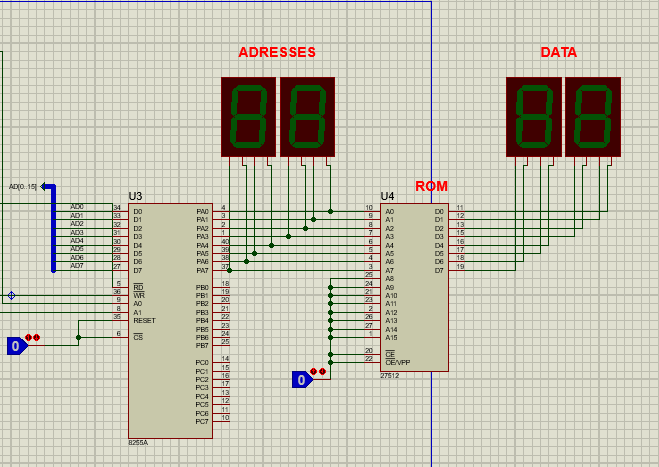 ADRESSES
DATA
AD[0..15]
U3
ROM
U4
AD0 34 D0 PA0 4
AD1 33 D1 PA1 3
AD2 32 D2 PA2 2
AD3 31 D3 PA3 1
AD4 30 D4 PA4 40
AD5 29 D5 PA5 39
AD6 28 D6 PA6 38
AD7 27 D7 PA7 37
5 RD PB0 18
36 WR PB1 19
9 A0 PB2 20
8 A1 PB3 21
35 RESET PB4 22
PB5 23
6 CS PB6 24
PB7 25
PC0 14
PC1 15
PC2 16
PC3 17
PC4 13
PC5 12
PC6 11
PC7 10
8255A
0
10 A0 D0 11
9 A1 D1 12
8 A2 D2 13
7 A3 D3 15
6 A4 D4 16
5 A5 D5 17
4 A6 D6 18
3 A7 D7 19
25 A8
24 A9
21 A10
23 A11
2 A12
26 A13
27 A14
1 A15
20 CE
22 OE/VPP
27512
0